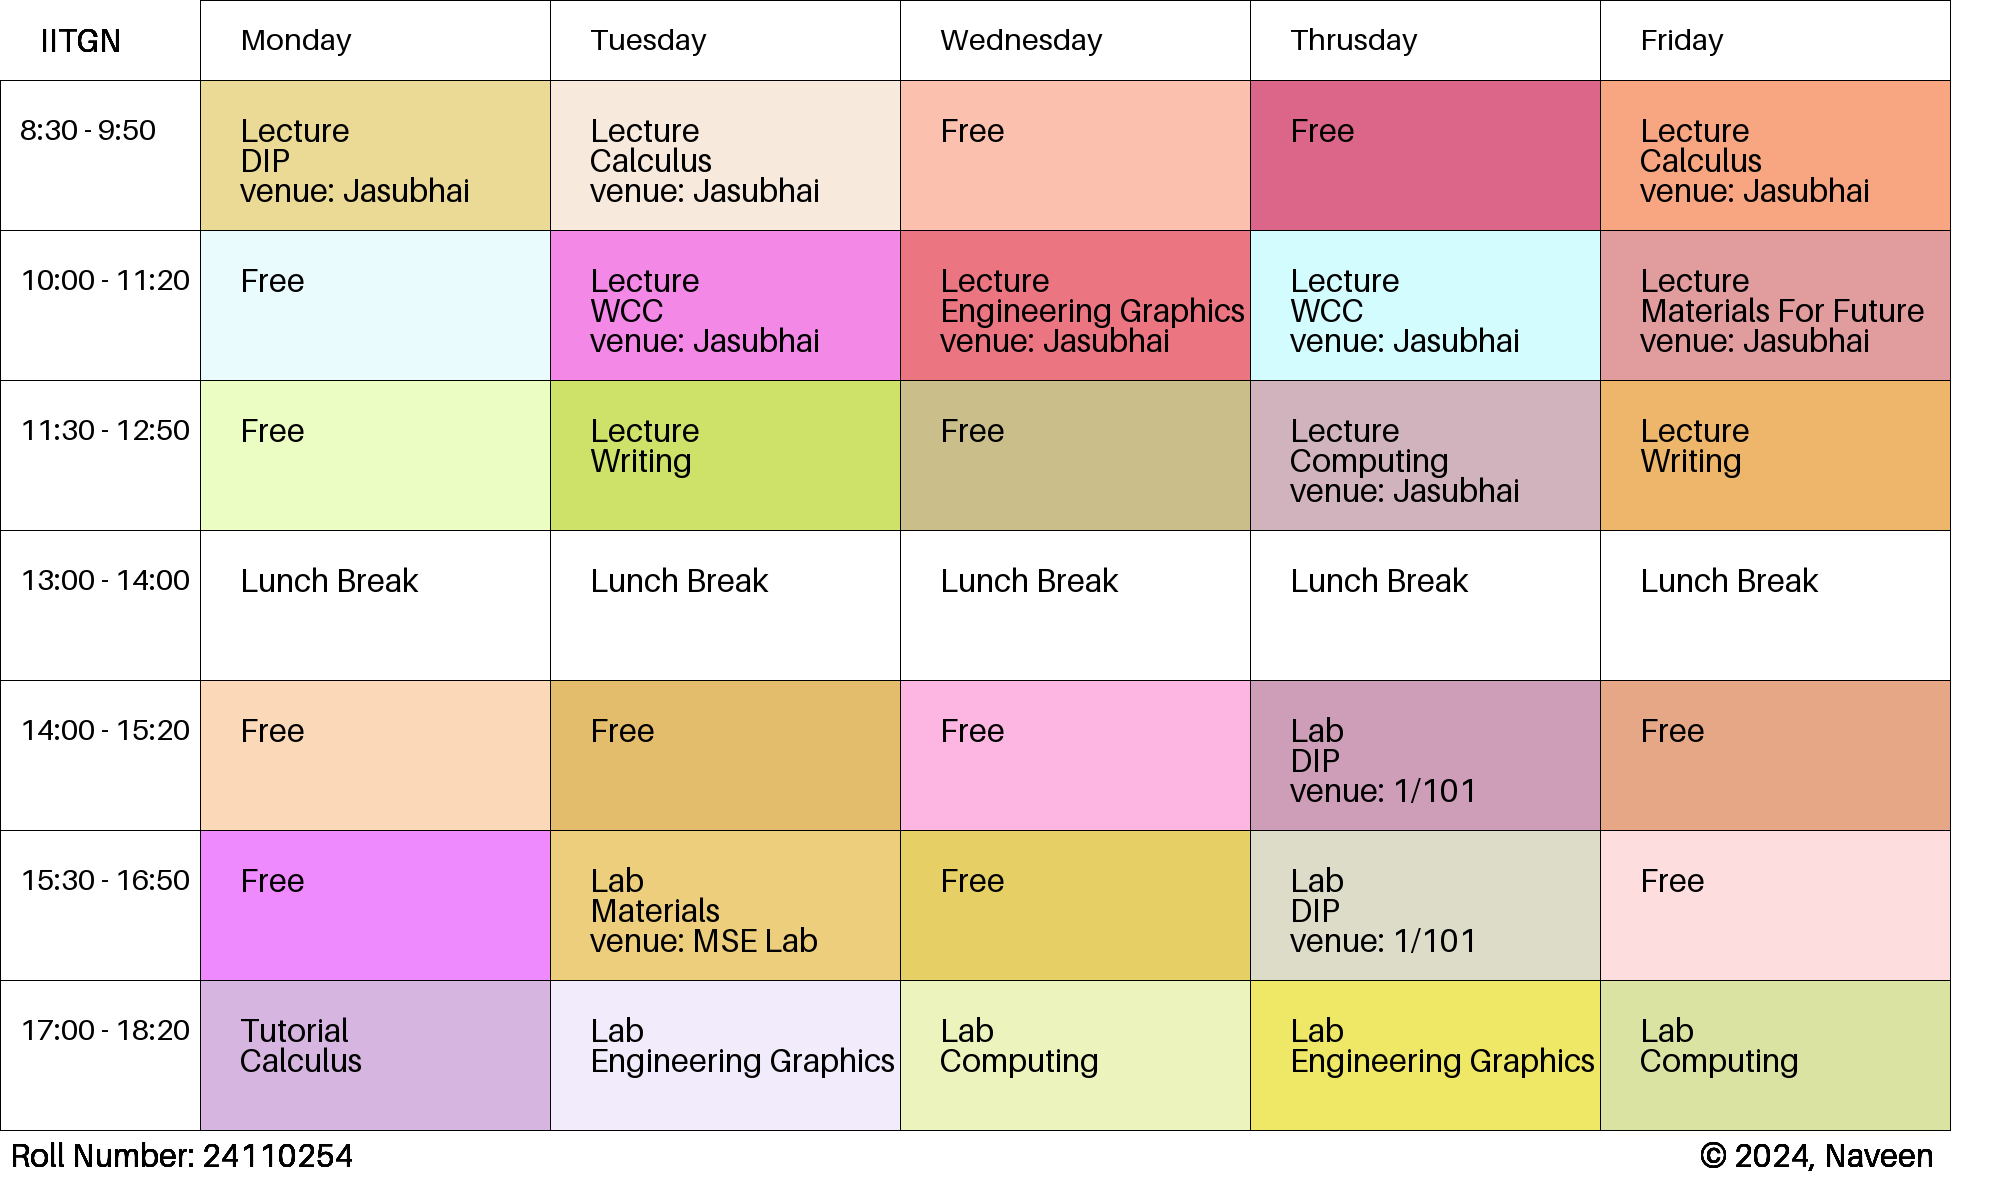 IITGN Monday Tuesday Wednesday Thrusday Friday
8:30 - 9:50
Lecture
DIP
venue: Jasubhai
Lecture
Calculus
venue: Jasubhai
Free
Free
Lecture
Calculus
venue: Jasubhai
10:00 - 11:20
Free
Lecture
WCC
venue: Jasubhai
Lecture
Engineering Graphics
venue: Jasubhai
Lecture
WCC
venue: Jasubhai
Lecture
Materials For Future
venue: Jasubhai
11:30 - 12:50
Free
Lecture
Writing
Free
Lecture
Computing
venue: Jasubhai
Lecture
Writing
13:00 - 14:00
Lunch Break
Lunch Break
Lunch Break
Lunch Break
Lunch Break
14:00 - 15:20
Free
Free
Free
Lab
DIP
venue: 1/101
Free
15:30 - 16:50
Free
Lab
Materials
venue: MSE Lab
Free
Lab
DIP
venue: 1/101
Free
17:00 - 18:20
Tutorial
Calculus
Lab
Engineering Graphics
Lab
Computing
Lab
Engineering Graphics
Lab
Computing
Roll Number: 24110254
© 2024, Naveen